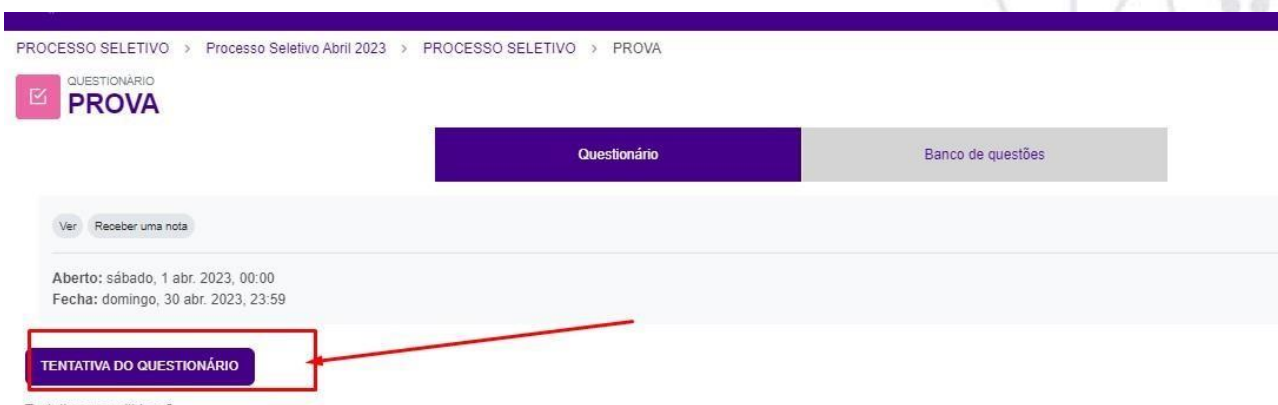 PROCESSO SELETIVO > Processo Seletivo Abril 2023 > PROCESSO SELETIVO > PROVA
QUESTIONÁRIO
PROVA
Questionário Banco de questões
Ver Receber uma nota
Aberto: sábado, 1 abr. 2023, 00:00
Fecha: domingo, 30 abr. 2023, 23:59
TENTATIVA DO QUESTIONÁRIO